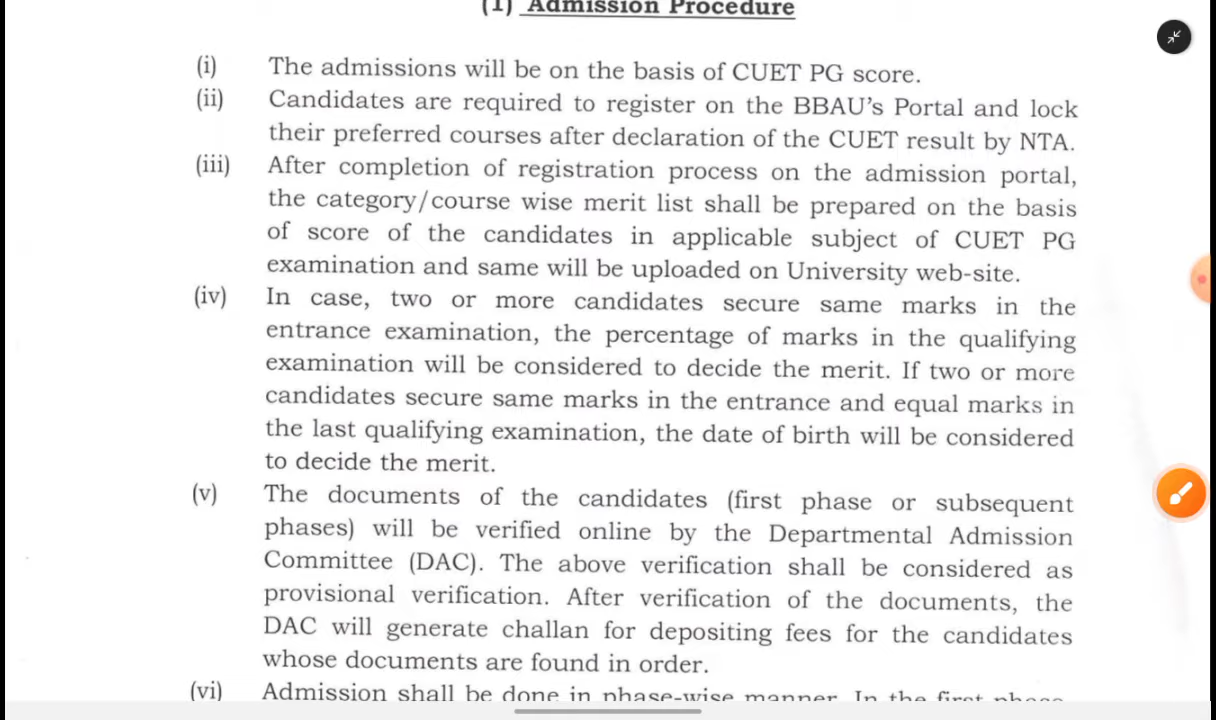 (1) Admission Procedure
(i) The admissions will be on the basis of CUET PG score.
(ii) Candidates are required to register on the BBAU's Portal and lock
their preferred courses after declaration of the CUET result by NTA.
(iii) After completion of registration process on the admission portal,
the category/course wise merit list shall be prepared on the basis
of score of the candidates in applicable subject of CUET PG
examination and same will be uploaded on University web-site.
(iv) In case, two or more candidates secure same marks in the
entrance examination, the percentage of marks in the qualifying
examination will be considered to decide the merit. If two or more
candidates secure same marks in the entrance and equal marks in
the last qualifying examination, the date of birth will be considered
to decide the merit.
(v) The documents of the candidates (first phase or subsequent
phases) will be verified online by the Departmental Admission
Committee (DAC). The above verification shall be considered as
provisional verification. After verification of the documents, the
DAC will generate challan for depositing fees for the candidates
whose documents are found in order.
(vi) Admission shall be done in phase-wise manner. In the first phase,